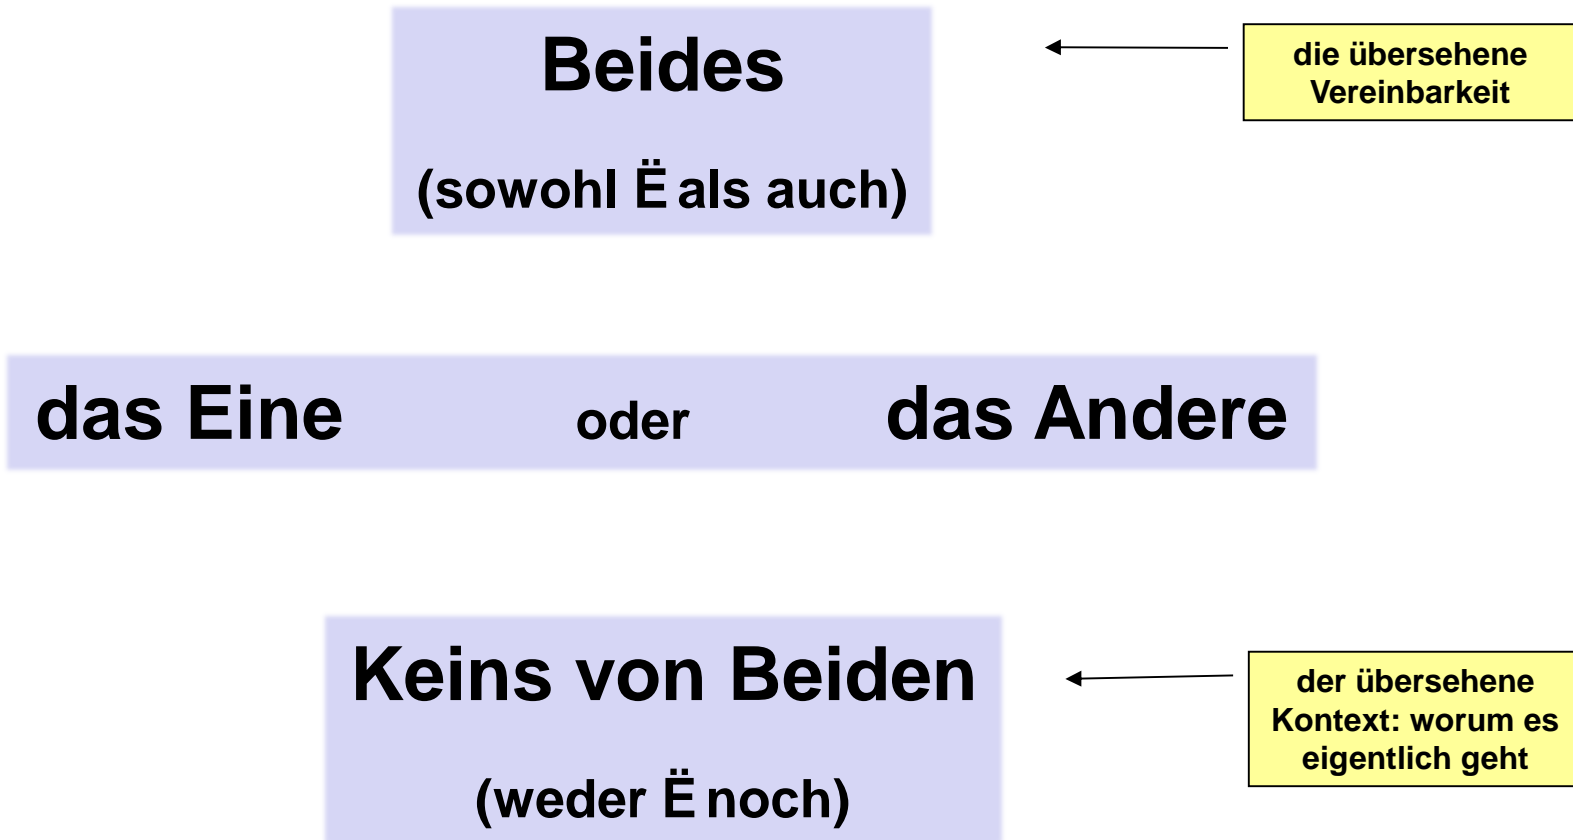 Beides
(sowohl Ë als auch)
die übersehene
Vereinbarkeit
das Eine oder das Andere
Keins von Beiden
(weder Ë noch)
der übersehene
Kontext: worum es
eigentlich geht